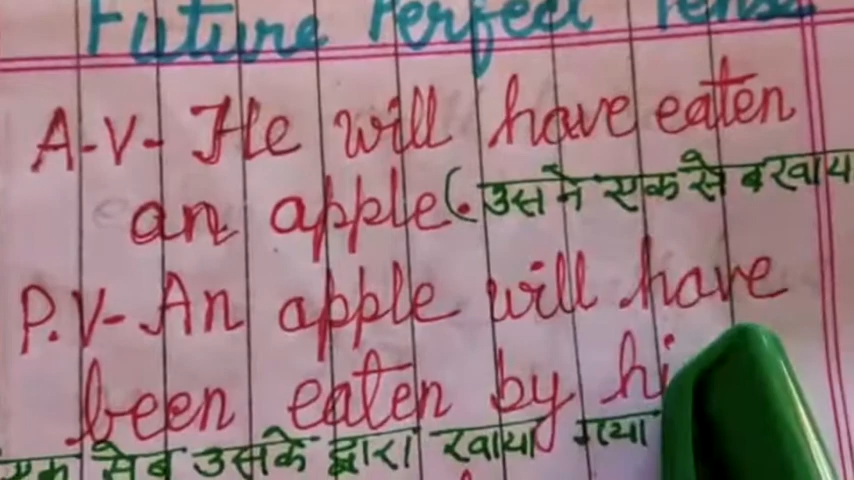 Future Perfect Tense
A-V- He will have eaten
an apple(. उसने एक सेब खाय
P.V- An apple will have
been eaten by hi
एक सेब उसके द्वारा खाया गया